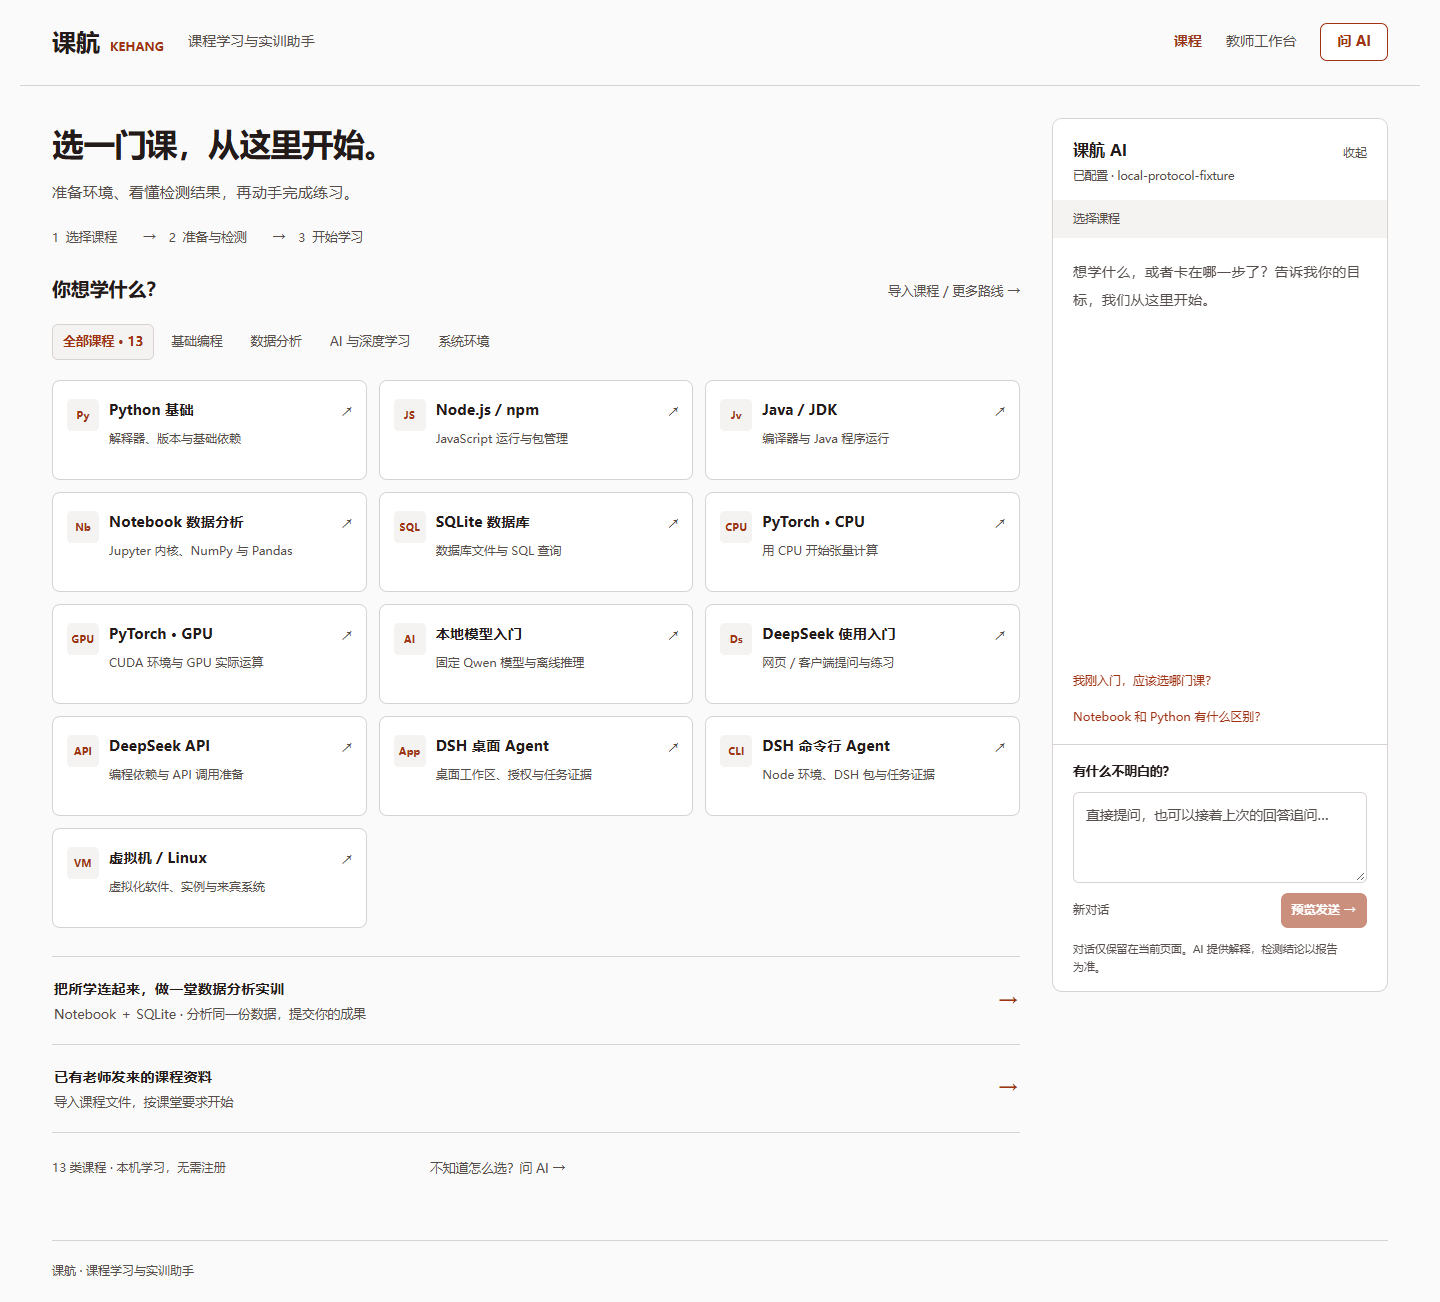 课航 KEHANG 课程学习与实训助手
课程 教师工作台 问 AI
选一门课，从这里开始。
准备环境、看懂检测结果，再动手完成练习。
1 选择课程 → 2 准备与检测 → 3 开始学习
你想学什么？
导入课程 / 更多路线 →
全部课程 • 13 基础编程 数据分析 AI 与深度学习 系统环境
Py Python 基础 ↗
解释器、版本与基础依赖
JS Node.js / npm ↗
JavaScript 运行与包管理
Jv Java / JDK ↗
编译器与 Java 程序运行
Nb Notebook 数据分析 ↗
Jupyter 内核、NumPy 与 Pandas
SQL SQLite 数据库 ↗
数据库文件与 SQL 查询
CPU PyTorch • CPU ↗
用 CPU 开始张量计算
GPU PyTorch • GPU ↗
CUDA 环境与 GPU 实际运算
AI 本地模型入门 ↗
固定 Qwen 模型与离线推理
Ds DeepSeek 使用入门 ↗
网页 / 客户端提问与练习
API DeepSeek API ↗
编程依赖与 API 调用准备
App DSH 桌面 Agent ↗
桌面工作区、授权与任务证据
CLI DSH 命令行 Agent ↗
Node 环境、DSH 包与任务证据
VM 虚拟机 / Linux ↗
虚拟化软件、实例与来宾系统
把所学连起来，做一堂数据分析实训 →
Notebook + SQLite · 分析同一份数据，提交你的成果
已有老师发来的课程资料 →
导入课程文件，按课堂要求开始
13 类课程 · 本机学习，无需注册
不知道怎么选？问 AI →
课航 AI
收起
已配置 · local-protocol-fixture
选择课程
想学什么，或者卡在哪一步了？告诉我你的目
标，我们从这里开始。
我刚入门，应该选哪门课？
Notebook 和 Python 有什么区别？
有什么不明白的？
直接提问，也可以接着上次的回答追问...
新对话
预览发送 →
对话仅保留在当前页面。AI 提供解释，检测结论以报告
为准。
课航 · 课程学习与实训助手